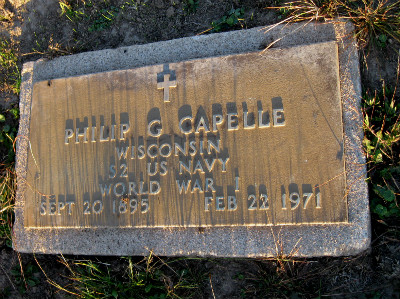 PHILIP G CAPELLE
WISCONSIN
S2 US NAVY
WORLD WAR I
SEPT 20 1895 FEB 22 1971